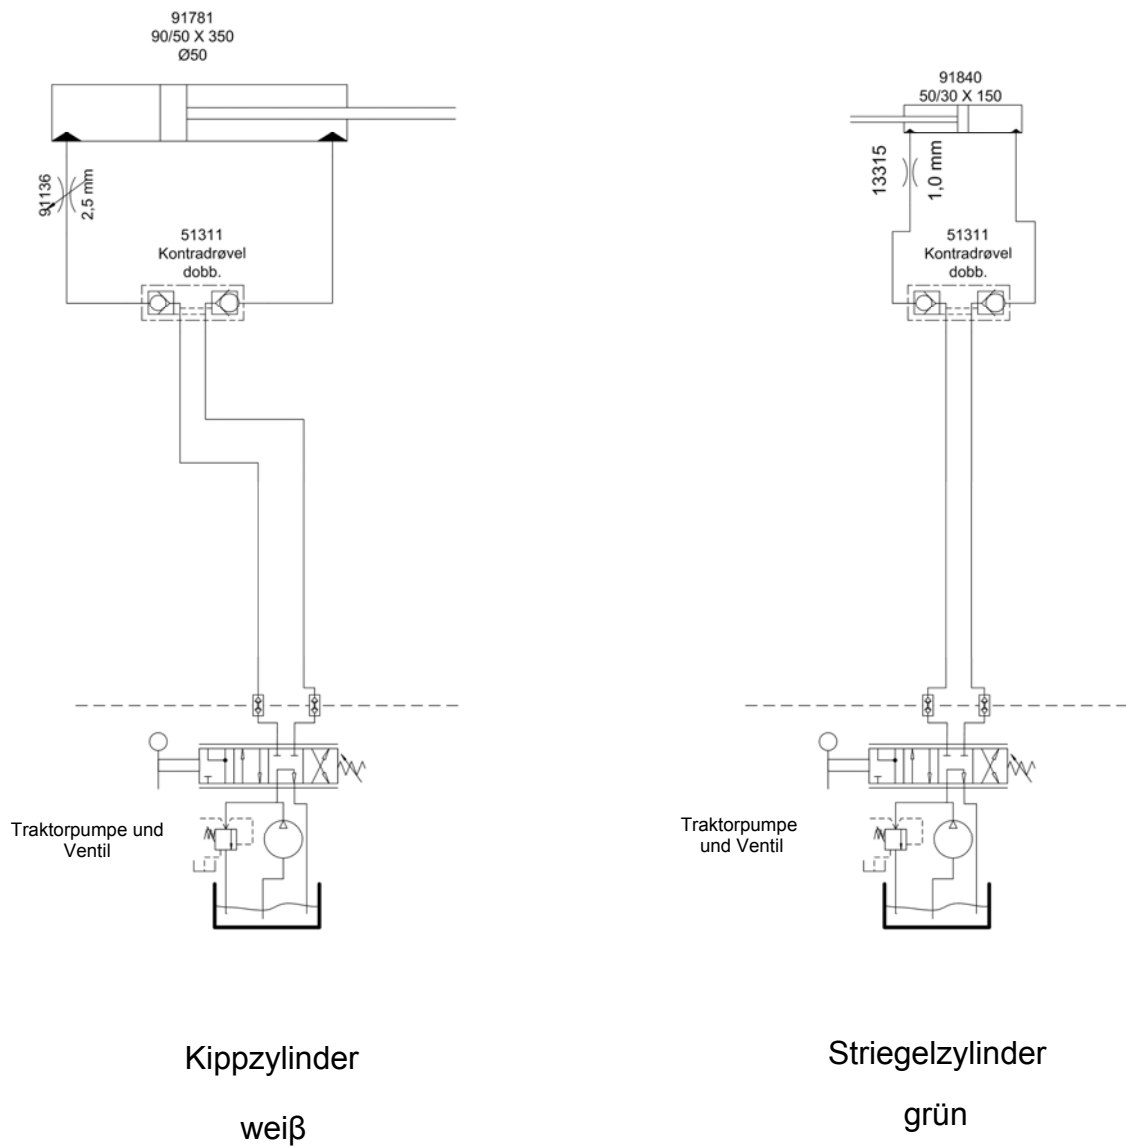 91781
90/50 X 350
Ø50
91136
2,5 mm
51311
Kontradrøvel
dobb.
Traktorpumpe und
Ventil
Kippzylinder
weiβ
91840
50/30 X 150
13315
1,0 mm
51311
Kontradrøvel
dobb.
Traktorpumpe
und Ventil
Striegelzylinder
grün